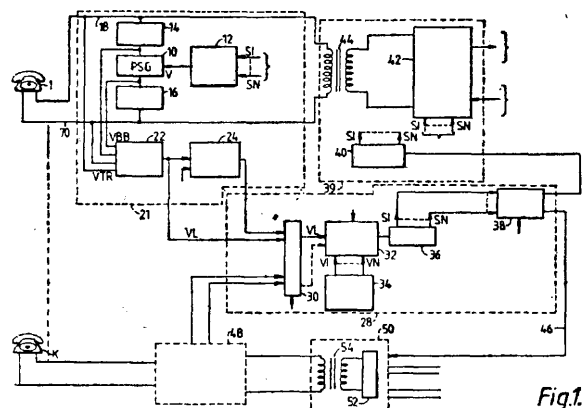 18
14
10
PSG
V
12
SI
SN
16
1
70
VBB
22
24
VTR
21
44
42
SI
SN
SI
SN
40
39
VL
VL
30
32
VI
VN
34
SI
SN
36
38
28
46
K
48
54
50
52
Fig.1.